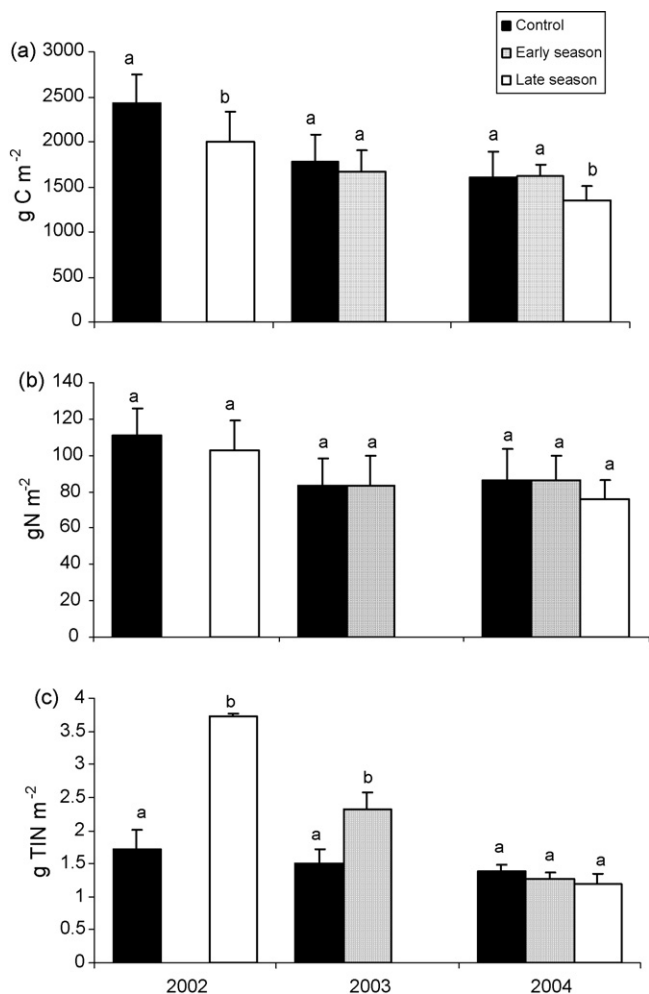 Control
Early season
Late season
(a)
3000
2500
2000
1500
1000
500
0
g C m-2
a
b
a
a
a
a
b
(b)
140
120
100
80
60
40
20
0
gN m-2
a
a
a
a
a
a
a
(c)
4
3.5
3
2.5
2
1.5
1
0.5
0
g TIN m-2
a
b
a
b
a
a
a
2002 2003 2004